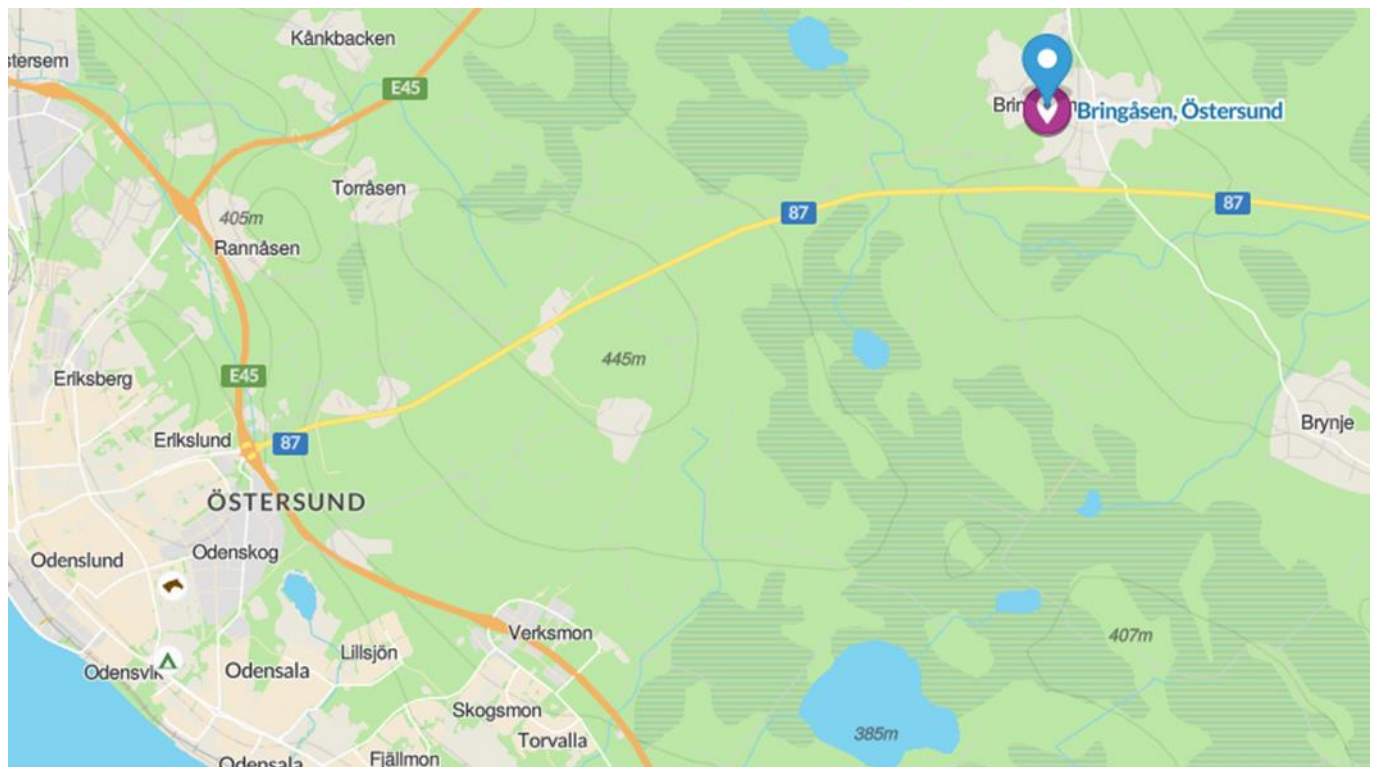 Kånkbacken
stersem
E45
Brin
Bringåsen, Östersund
Torråsen
87
87
405m
Rannåsen
445m
E45
Eriksberg
Brynje
Erikslund
87
ÖSTERSUND
Odenslund
Odenskog
Verksmon
407m
Lillsjön
Odensvik
Odensala
Skogsmon
385m
Torvalla
Fjällmon
Odensala